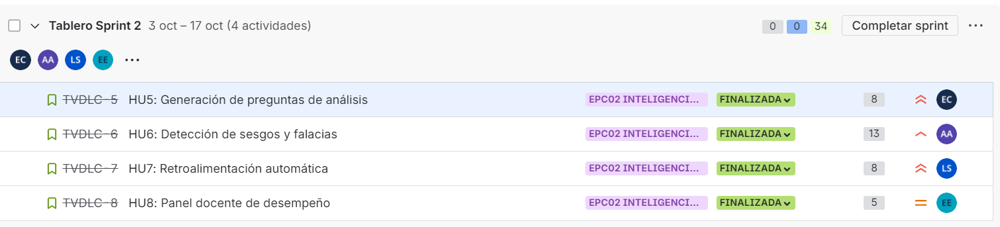 Tablero Sprint 2 3 oct – 17 oct (4 actividades) 0 0 34 Completar sprint
EC AA LS EE
TVDLC-5 HU5: Generación de preguntas de análisis EPC02 INTELIGENCI... FINALIZADA 8 EC
TVDLC-6 HU6: Detección de sesgos y falacias EPC02 INTELIGENCI... FINALIZADA 13 AA
TVDLC-7 HU7: Retroalimentación automática EPC02 INTELIGENCI... FINALIZADA 8 LS
TVDLC-8 HU8: Panel docente de desempeño EPC02 INTELIGENCI... FINALIZADA 5 EE